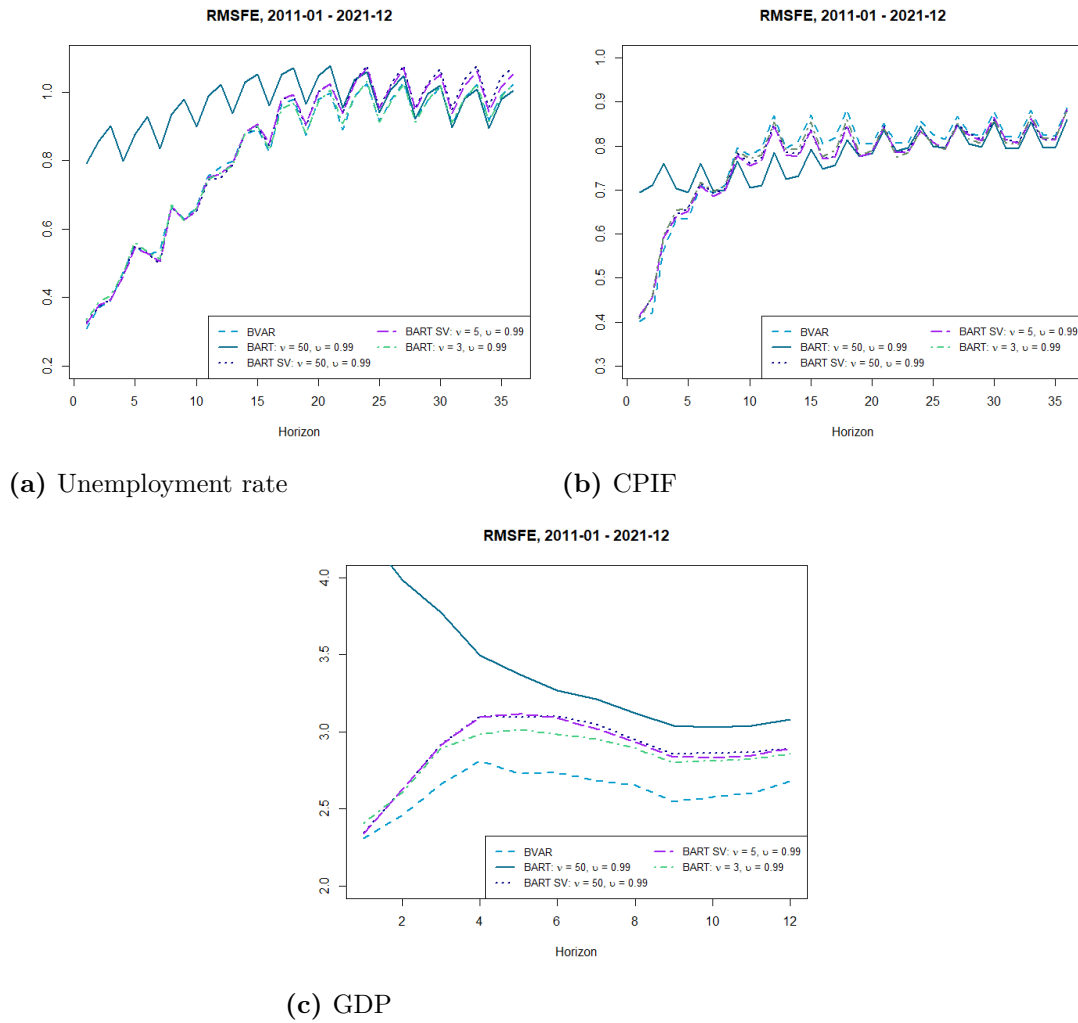 RMSFE, 2011-01 - 2021-12
1.0
0.8
0.6
0.4
0.2
BVAR
BART: ν = 50, υ = 0.99
BART SV: ν = 50, υ = 0.99
BART SV: ν = 5, υ = 0.99
BART: ν = 3, υ = 0.99
0 5 10 15 20 25 30 35
Horizon
(a) Unemployment rate
RMSFE, 2011-01 - 2021-12
1.0
0.9
0.8
0.7
0.6
0.5
0.4
0.3
BVAR
BART: ν = 50, υ = 0.99
BART SV: ν = 50, υ = 0.99
BART SV: ν = 5, υ = 0.99
BART: ν = 3, υ = 0.99
0 5 10 15 20 25 30 35
Horizon
(b) CPIF
RMSFE, 2011-01 - 2021-12
4.0
3.5
3.0
2.5
2.0
BVAR
BART: ν = 50, υ = 0.99
BART SV: ν = 50, υ = 0.99
BART SV: ν = 5, υ = 0.99
BART: ν = 3, υ = 0.99
2 4 6 8 10 12
Horizon
(c) GDP